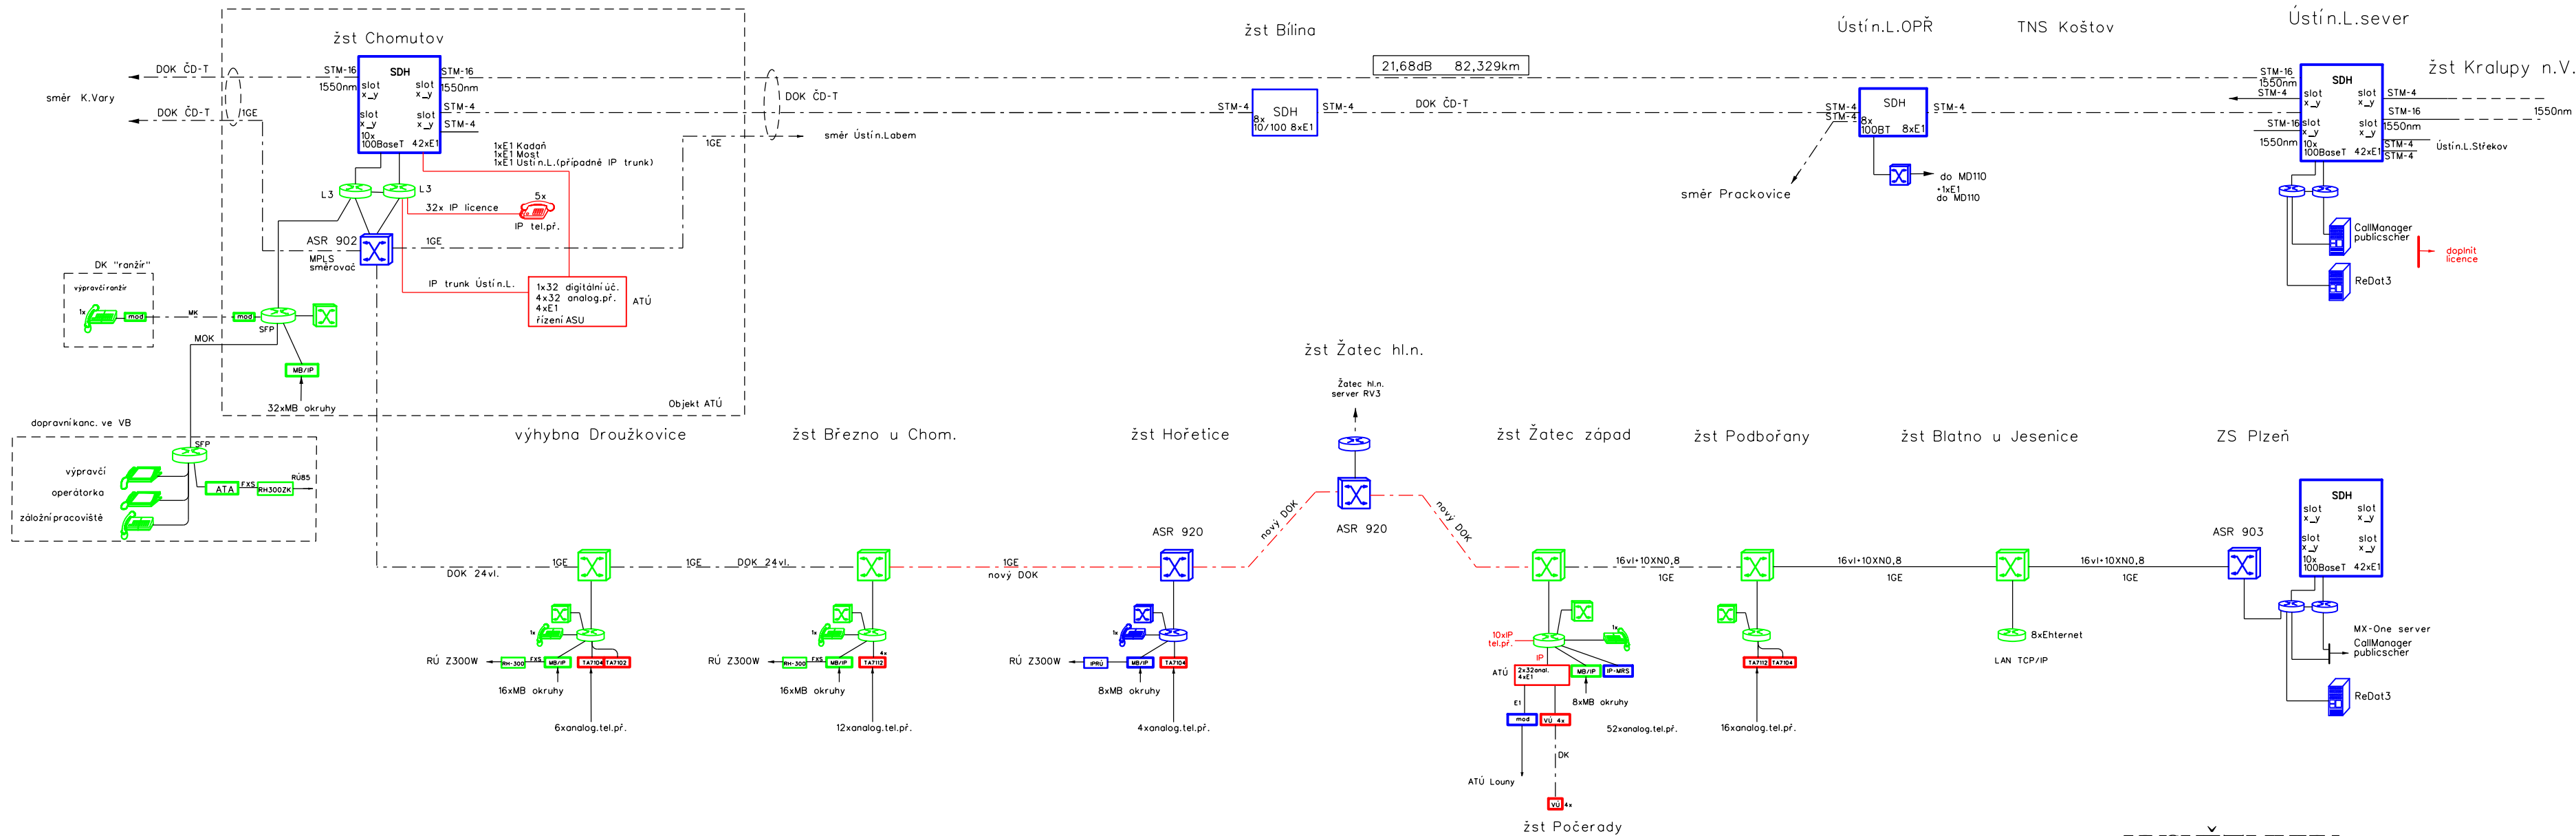 žst Chomutov
žst Bílina
Ústí n.L.OPŘ
TNS Koštov
Ústí n.L.sever
žst Kralupy n.V.
směr K.Vary
DOK ČD-T
DOK ČD-T
1GE
STM-16
1550nm
SDH
slot
x_y
slot
x_y
slot
x_y
slot
x_y
10x
100BaseT
42xE1
STM-16
1550nm
STM-4
STM-4
DOK ČD-T
směr Ústí n.Labem
1GE
21,68dB 82,329km
STM-4
SDH
8x
10/100 8xE1
STM-4
DOK ČD-T
STM-4
STM-4
SDH
8x
100BT 8xE1
STM-4
směr Prackovice
do MD110
+1xE1
do MD110
STM-16
1550nm
STM-4
STM-16
1550nm
SDH
slot
x_y
slot
x_y
slot
x_y
slot
x_y
10x
100BaseT 42xE1
STM-4
STM-16
1550nm
STM-4
STM-4
1550nm
Ústí n.L.Střekov
CallManager
publicscher
doplnit
licence
ReDat3
1xE1 Kadaň
1xE1 Most
1xE1 Ústí n.L.(případné IP trunk)
L3
L3
32x IP licence
5x
IP tel.př.
ASR 902
MPLS
směrovač
1GE
IP trunk Ústí n.L.
1x32 digitální úč.
4x32 analog.př.
4xE1
řízení ASU
ATÚ
DK "ranžír"
výpravčí ranžír
1x
mod
MK
mod
SFP
MOK
MB/IP
32xMB okruhy
Objekt ATÚ
dopravní kanc. ve VB
SFP
výpravčí
operátorka
záložní pracoviště
ATA
FXS
RH300ZK
RÚ85
žst Žatec hl.n.
Žatec hl.n.
server RV3
ASR 920
výhybna Droužkovice
žst Březno u Chom.
žst Hořetice
žst Žatec západ
žst Podbořany
žst Blatno u Jesenice
ZS Plzeň
DOK 24vl.
1GE
1GE
DOK 24vl.
1GE
nový DOK
ASR 920
nový DOK
nový DOK
16vl+10XN0,8
1GE
16vl+10XN0,8
1GE
16vl+10XN0,8
1GE
ASR 903
SDH
slot
x_y
slot
x_y
slot
x_y
slot
x_y
10x
100BaseT 42xE1
1x
RÚ Z300W
RH-300
FXS
MB/IP
TA7104
TA7102
16xMB okruhy
6xanalog.tel.př.
1x
RÚ Z300W
RH-300
FXS
MB/IP
4x
TA7112
16xMB okruhy
12xanalog.tel.př.
1x
RÚ Z300W
IPRÚ
MB/IP
TA7104
8xMB okruhy
4xanalog.tel.př.
10xIP
tel.př.
1x
IP
ATÚ
2x32anal.
4xE1
MB/IP
IP-MRS
8xMB okruhy
E1
mod
VÚ 4x
52xanalog.tel.př.
DK
ATÚ Louny
VÚ 4x
žst Počerady
TA7112
TA7104
16xanalog.tel.př.
8xEhternet
LAN TCP/IP
MX-One server
CallManager
publicscher
ReDat3